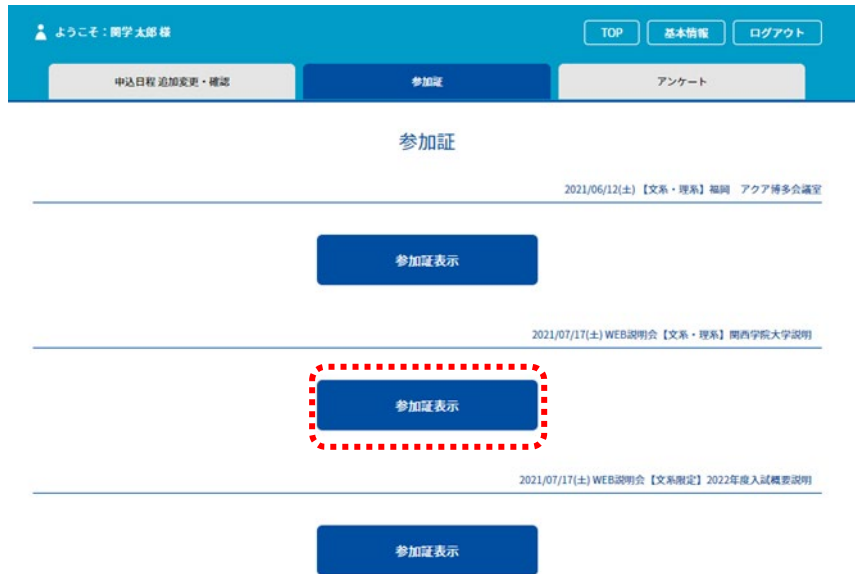 ようこそ:関学太郎 様 TOP 基本情報 ログアウト
申込日程 追加変更・確認 参加証 アンケート
参加証
2021/06/12(土) 【文系・理系】福岡 アクア博多会議室
参加証表示
2021/07/17(土) WEB説明会【文系・理系】関西学院大学説明
参加証表示
2021/07/17(土) WEB説明会【文系限定】2022年度入試概要説明
参加証表示